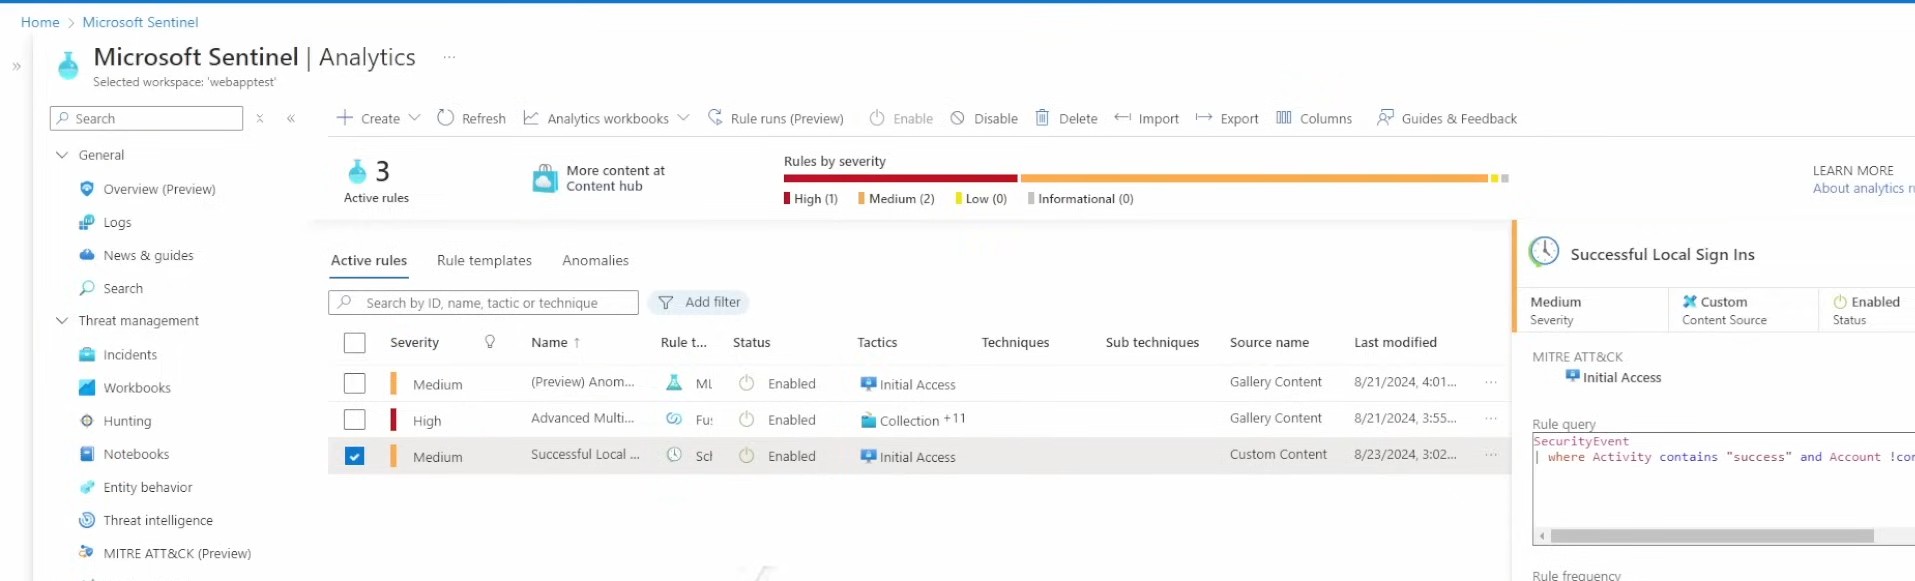 Home > Microsoft Sentinel
Microsoft Sentinel | Analytics ...
Selected workspace: 'webapptest'
Search
Create
Refresh
Analytics workbooks
Rule runs (Preview)
Enable
Disable
Delete
Import
Export
Columns
Guides & Feedback
General
Overview (Preview)
Logs
News & guides
Search
Threat management
Incidents
Workbooks
Hunting
Notebooks
Entity behavior
Threat intelligence
MITRE ATT&CK (Preview)
3
Active rules
More content at
Content hub
Rules by severity
High (1) Medium (2) Low (0) Informational (0)
LEARN MORE
About analytics r
Active rules Rule templates Anomalies
Search by ID, name, tactic or technique
Add filter
Severity Name ↑ Rule t... Status Tactics Techniques Sub techniques Source name Last modified
Medium (Preview) Anom... ML Enabled Initial Access Gallery Content 8/21/2024, 4:01... ...
High Advanced Multi... Fu: Enabled Collection +11 Gallery Content 8/21/2024, 3:55... ...
Medium Successful Local ... Scl Enabled Initial Access Custom Content 8/23/2024, 3:02... ...
Successful Local Sign Ins
Medium
Severity
Custom
Content Source
Enabled
Status
MITRE ATT&CK
Initial Access
Rule query
SecurityEvent
| where Activity contains "success" and Account !cor
Rule frequency